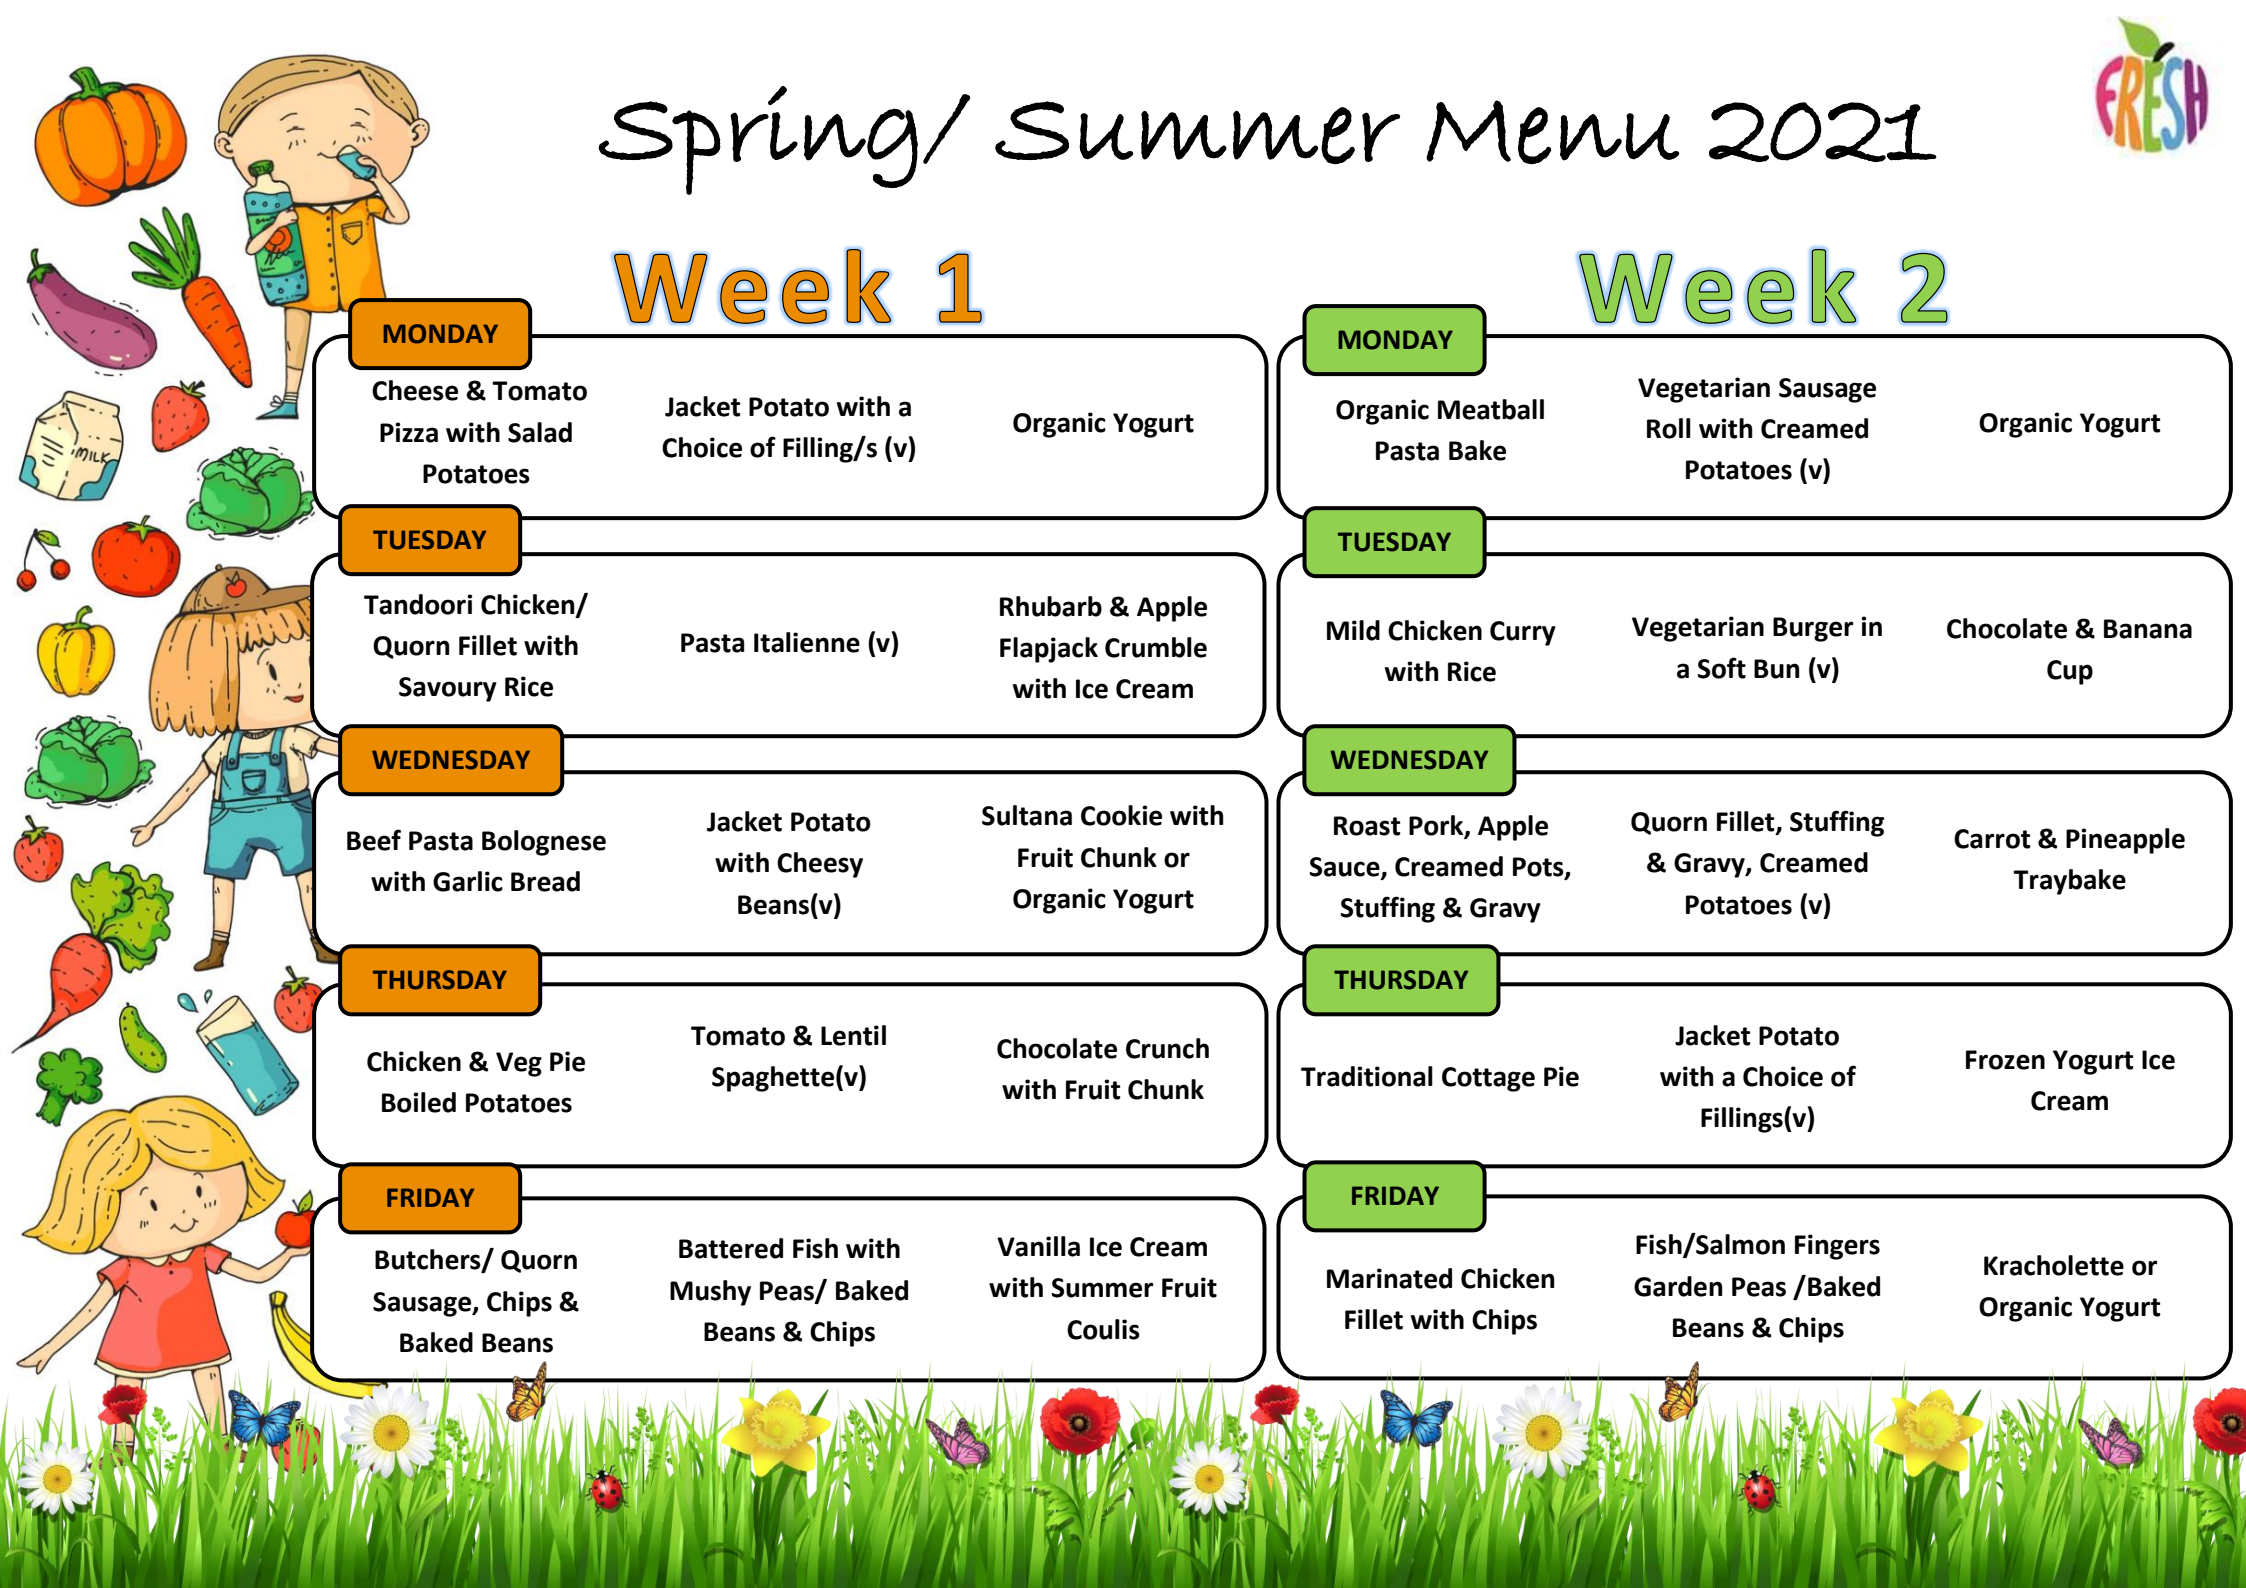 Spring/ Summer Menu 2021
FRESH
Week 1
MONDAY
Cheese & Tomato
Pizza with Salad
Potatoes
Jacket Potato with a
Choice of Filling/s (v)
Organic Yogurt
TUESDAY
Tandoori Chicken/
Quorn Fillet with
Savoury Rice
Pasta Italienne (v)
Rhubarb & Apple
Flapjack Crumble
with Ice Cream
WEDNESDAY
Beef Pasta Bolognese
with Garlic Bread
Jacket Potato
with Cheesy
Beans(v)
Sultana Cookie with
Fruit Chunk or
Organic Yogurt
THURSDAY
Chicken & Veg Pie
Boiled Potatoes
Tomato & Lentil
Spaghette(v)
Chocolate Crunch
with Fruit Chunk
FRIDAY
Butchers/ Quorn
Sausage, Chips &
Baked Beans
Battered Fish with
Mushy Peas/ Baked
Beans & Chips
Vanilla Ice Cream
with Summer Fruit
Coulis
Week 2
MONDAY
Organic Meatball
Pasta Bake
Vegetarian Sausage
Roll with Creamed
Potatoes (v)
Organic Yogurt
TUESDAY
Mild Chicken Curry
with Rice
Vegetarian Burger in
a Soft Bun (v)
Chocolate & Banana
Cup
WEDNESDAY
Roast Pork, Apple
Sauce, Creamed Pots,
Stuffing & Gravy
Quorn Fillet, Stuffing
& Gravy, Creamed
Potatoes (v)
Carrot & Pineapple
Traybake
THURSDAY
Traditional Cottage Pie
Jacket Potato
with a Choice of
Fillings(v)
Frozen Yogurt Ice
Cream
FRIDAY
Marinated Chicken
Fillet with Chips
Fish/Salmon Fingers
Garden Peas /Baked
Beans & Chips
Kracholette or
Organic Yogurt
MILK